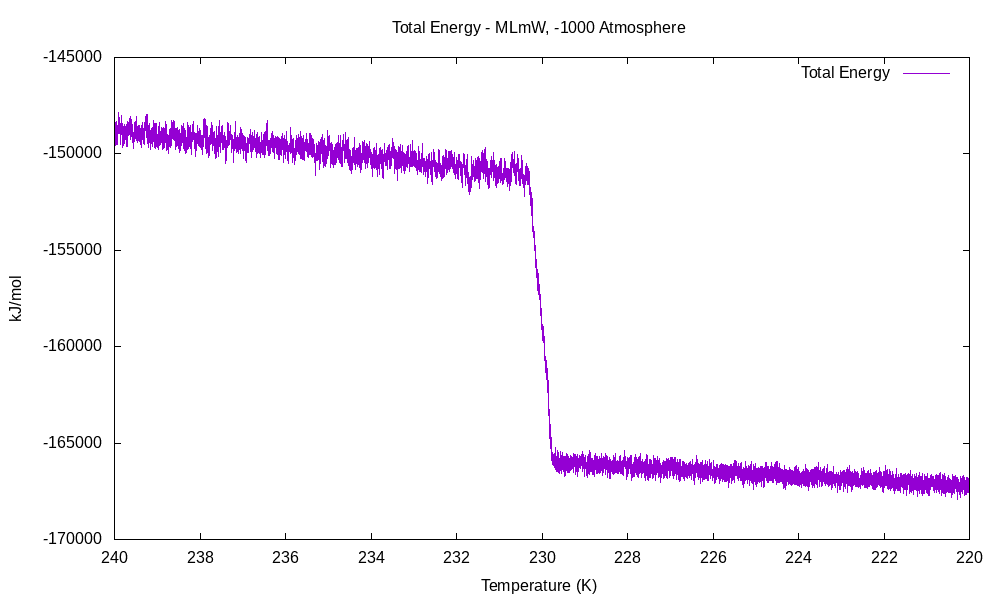 Total Energy - MLmW, -1000 Atmosphere
Total Energy
-145000
-150000
-155000
-160000
-165000
-170000
kJ/mol
240 238 236 234 232 230 228 226 224 222 220
Temperature (K)